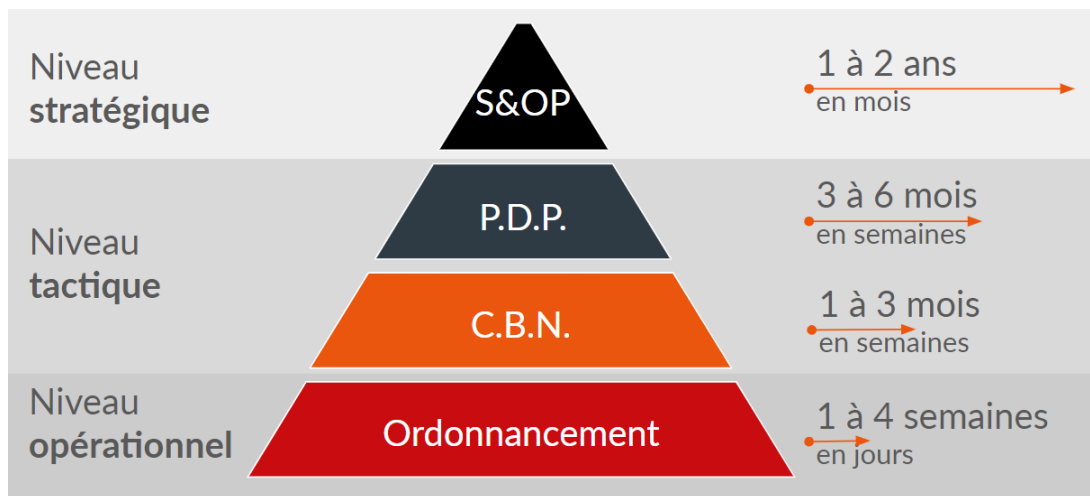 Niveau
stratégique
S&OP
1 à 2 ans
en mois
Niveau
tactique
P.D.P.
3 à 6 mois
en semaines
C.B.N.
1 à 3 mois
en semaines
Niveau
opérationnel
Ordonnancement
1 à 4 semaines
en jours